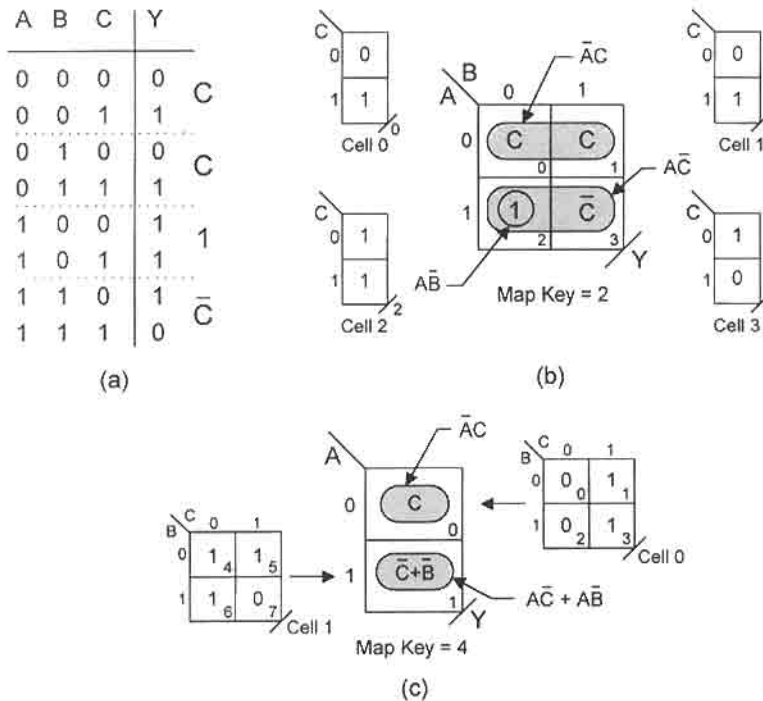 A B C Y
0 0 0 0
0 0 1 1
C
0 1 0 0
0 1 1 1
C
1 0 0 1
1 0 1 1
1
1 1 0 1
1 1 1 0
C̄
(a)
C
0 0
1 1
0
Cell 0
C
0 1
1 1
2
Cell 2
B
A 0 1
ĀC
0 C C
0 1
AC̄
1 1 C̄
2 3
AB̄
Y
Map Key = 2
C
0 0
1 1
Cell 1
C
0 1
1 0
Cell 3
(b)
C
B 0 1
0 1 4 1 5
1 1 6 0 7
Cell 1
A
ĀC
0 C
0
1 C̄+B̄
1
Y
AC̄ + AB̄
Map Key = 4
C
B 0 1
0 0 0 1 1
1 0 2 1 3
Cell 0
(c)